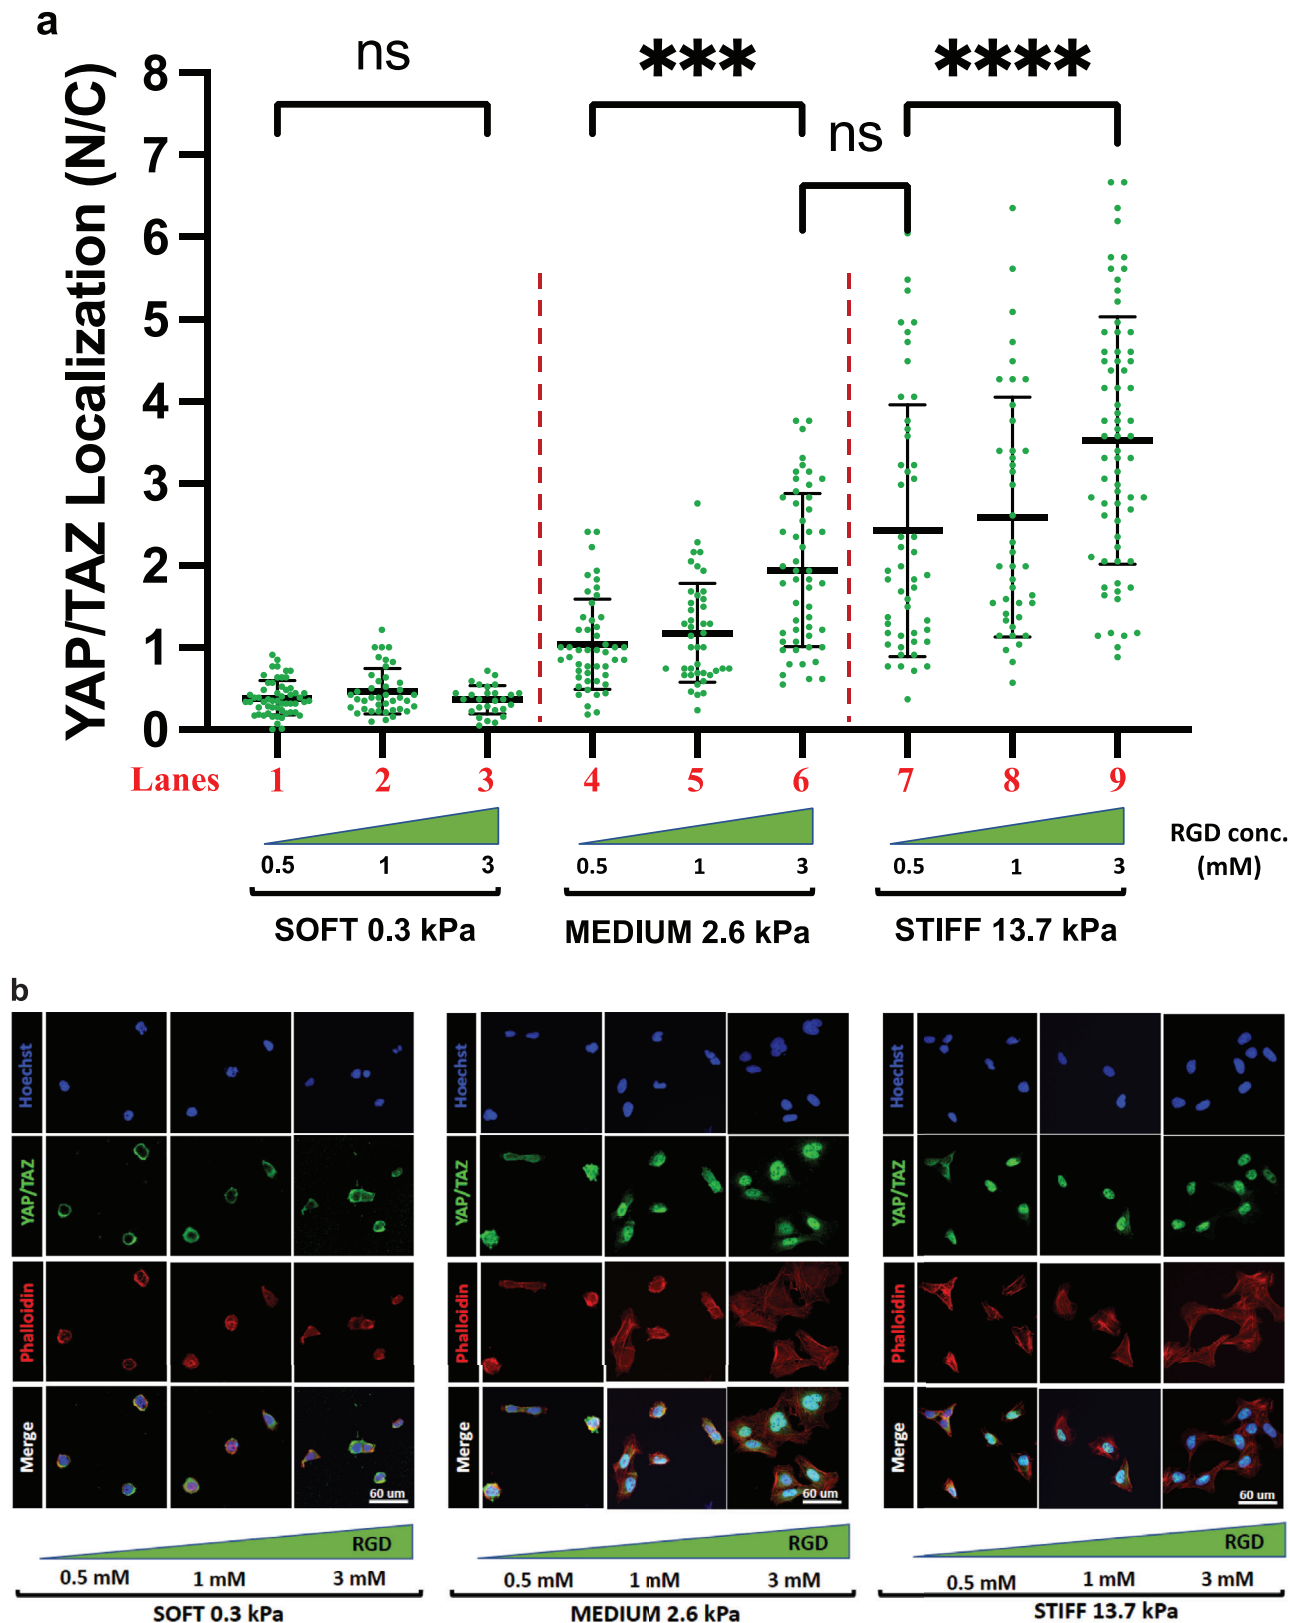 a
ns
***
****
ns
YAP/TAZ Localization (N/C)
8
7
6
5
4
3
2
1
0
Lanes 1 2 3 4 5 6 7 8 9
0.5 1 3 0.5 1 3 0.5 1 3
RGD conc.
(mM)
SOFT 0.3 kPa MEDIUM 2.6 kPa STIFF 13.7 kPa
b
Hoechst
YAP/TAZ
Phalloidin
Merge
60 um
RGD
0.5 mM 1 mM 3 mM
SOFT 0.3 kPa
Hoechst
YAP/TAZ
Phalloidin
Merge
60 um
RGD
0.5 mM 1 mM 3 mM
MEDIUM 2.6 kPa
Hoechst
YAP/TAZ
Phalloidin
Merge
60 um
RGD
0.5 mM 1 mM 3 mM
STIFF 13.7 kPa